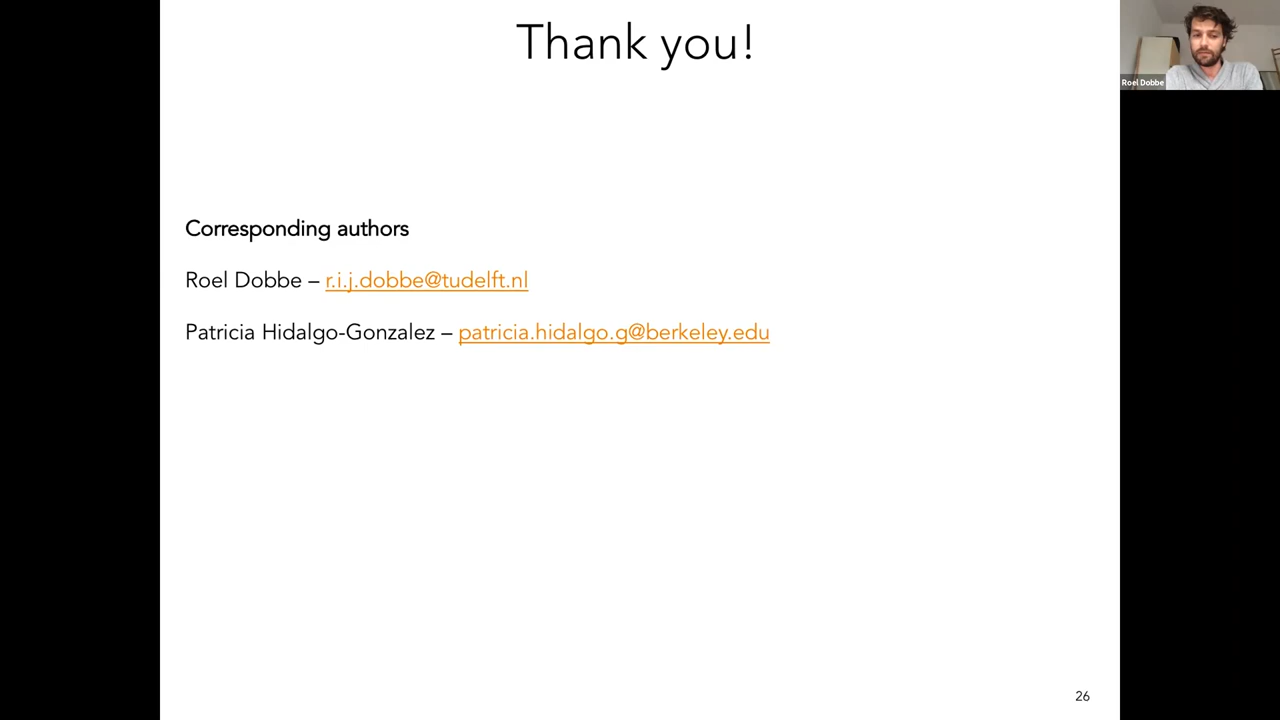 Thank you!
Roel Dobbe
Corresponding authors
Roel Dobbe – r.i.j.dobbe@tudelft.nl
Patricia Hidalgo-Gonzalez – patricia.hidalgo.g@berkeley.edu
26